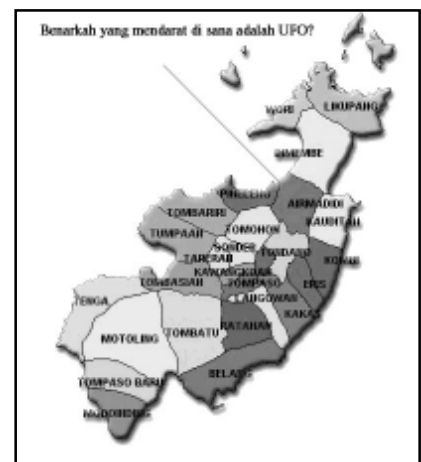 Benarkah yang mendarat di sana adalah UFO?
WORI
LIKUPANG
DIMEMBE
PINELENG
AIRMADIDI
TOMBARIRI
KAUDITAN
TOMOHON
TUMPAAN
SONDER
TONDANO
TARERAN
KOMBI
KAWANGKOAN
TOMBASIAN
TOMPASO
ERIS
LANGOWAN
TENGA
KAKAS
RATAHAN
TOMBATU
MOTOLING
BELANG
TOMPASO BARU
MODOINDING